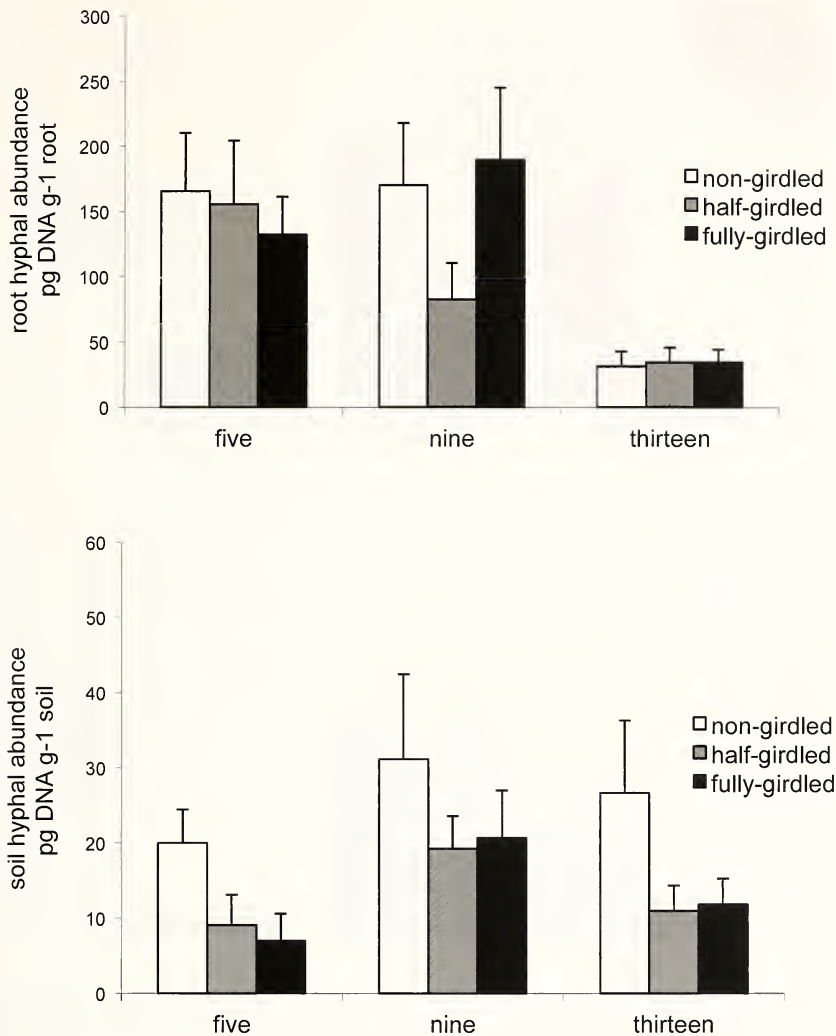 300
250
200
150
100
50
0
root hyphal abundance
pg DNA g-1 root
non-girdled
half-girdled
fully-girdled
five nine thirteen
60
50
40
30
20
10
0
soil hyphal abundance
pg DNA g-1 soil
non-girdled
half-girdled
fully-girdled
five nine thirteen